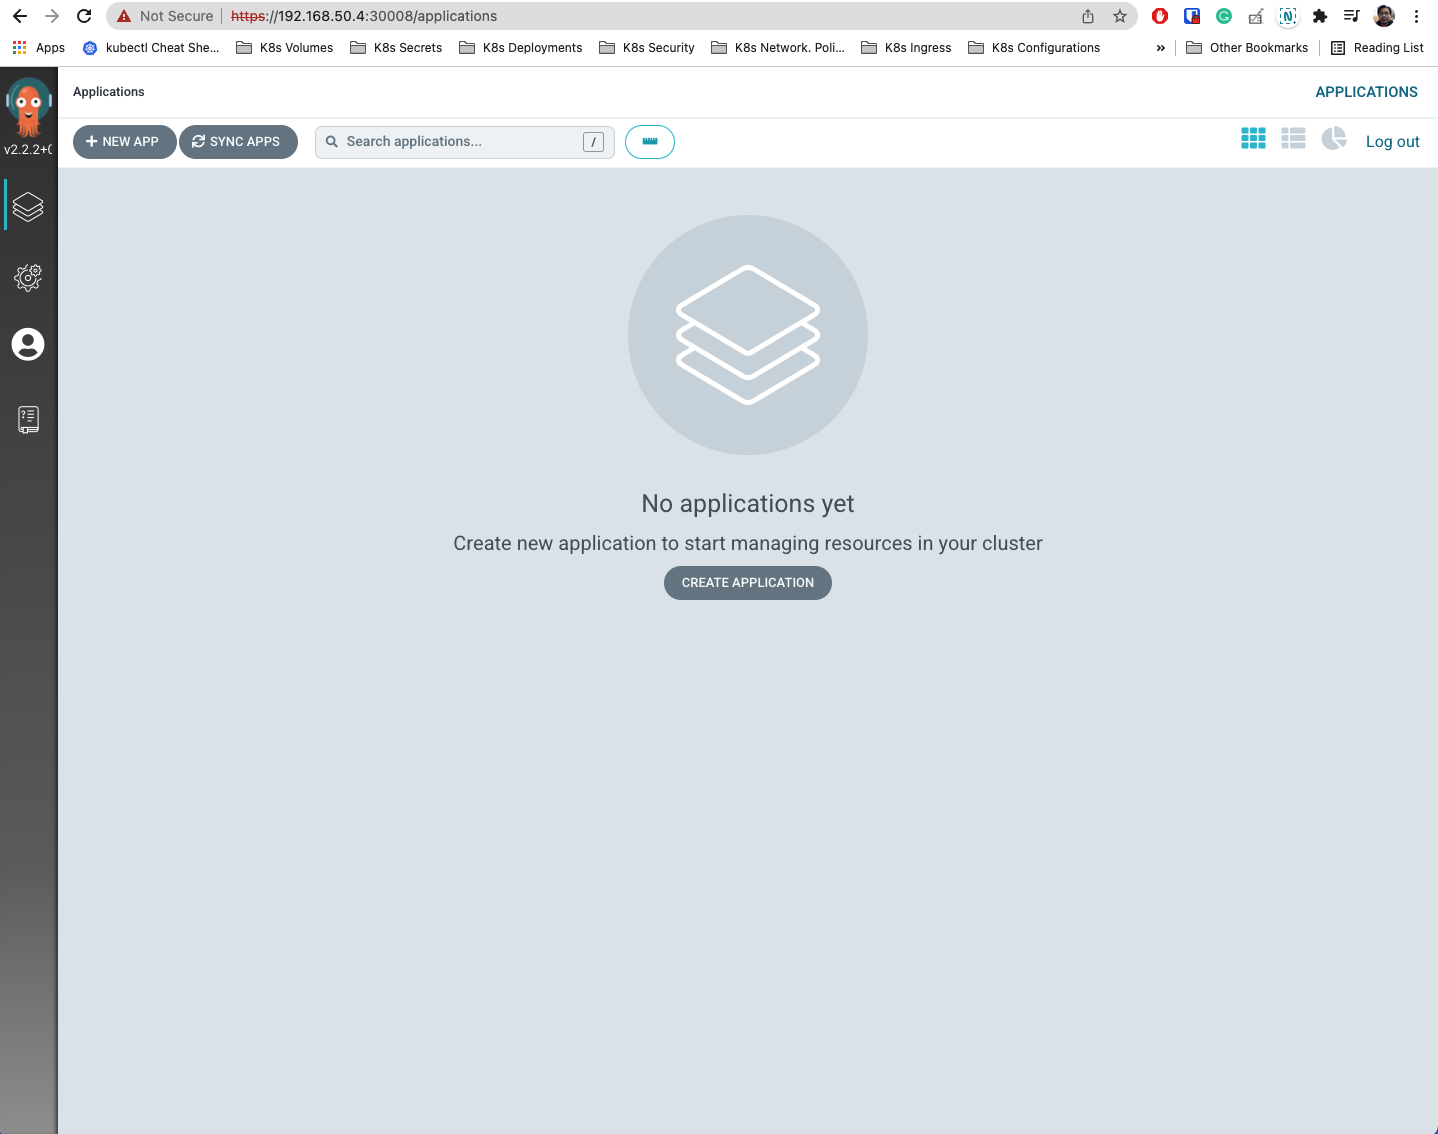 Not Secure https://192.168.50.4:30008/applications
Apps kubectl Cheat She... K8s Volumes K8s Secrets K8s Deployments K8s Security K8s Network. Poli... K8s Ingress K8s Configurations » Other Bookmarks Reading List
Applications APPLICATIONS
NEW APP SYNC APPS Search applications... / Log out
v2.2.2+
No applications yet
Create new application to start managing resources in your cluster
CREATE APPLICATION